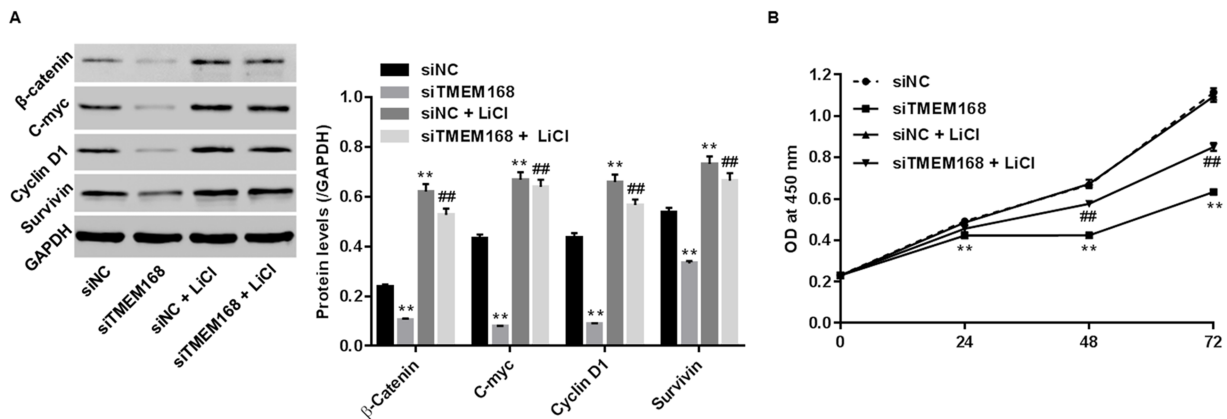 A
β-catenin
C-myc
Cyclin D1
Survivin
GAPDH
siNC
siTMEM168
siNC + LiCl
siTMEM168 + LiCl
siNC
siTMEM168
siNC + LiCl
siTMEM168 + LiCl
Protein levels (/GAPDH)
1.0
0.8
0.6
0.4
0.2
0.0
** ** ## ** ** ## ** ** ## ** ** ##
β-Catenin
C-myc
Cyclin D1
Survivin
B
siNC
siTMEM168
siNC + LiCl
siTMEM168 + LiCl
OD at 450 nm
1.2
1.0
0.8
0.6
0.4
0.2
0.0
##
##
** ** **
0 24 48 72